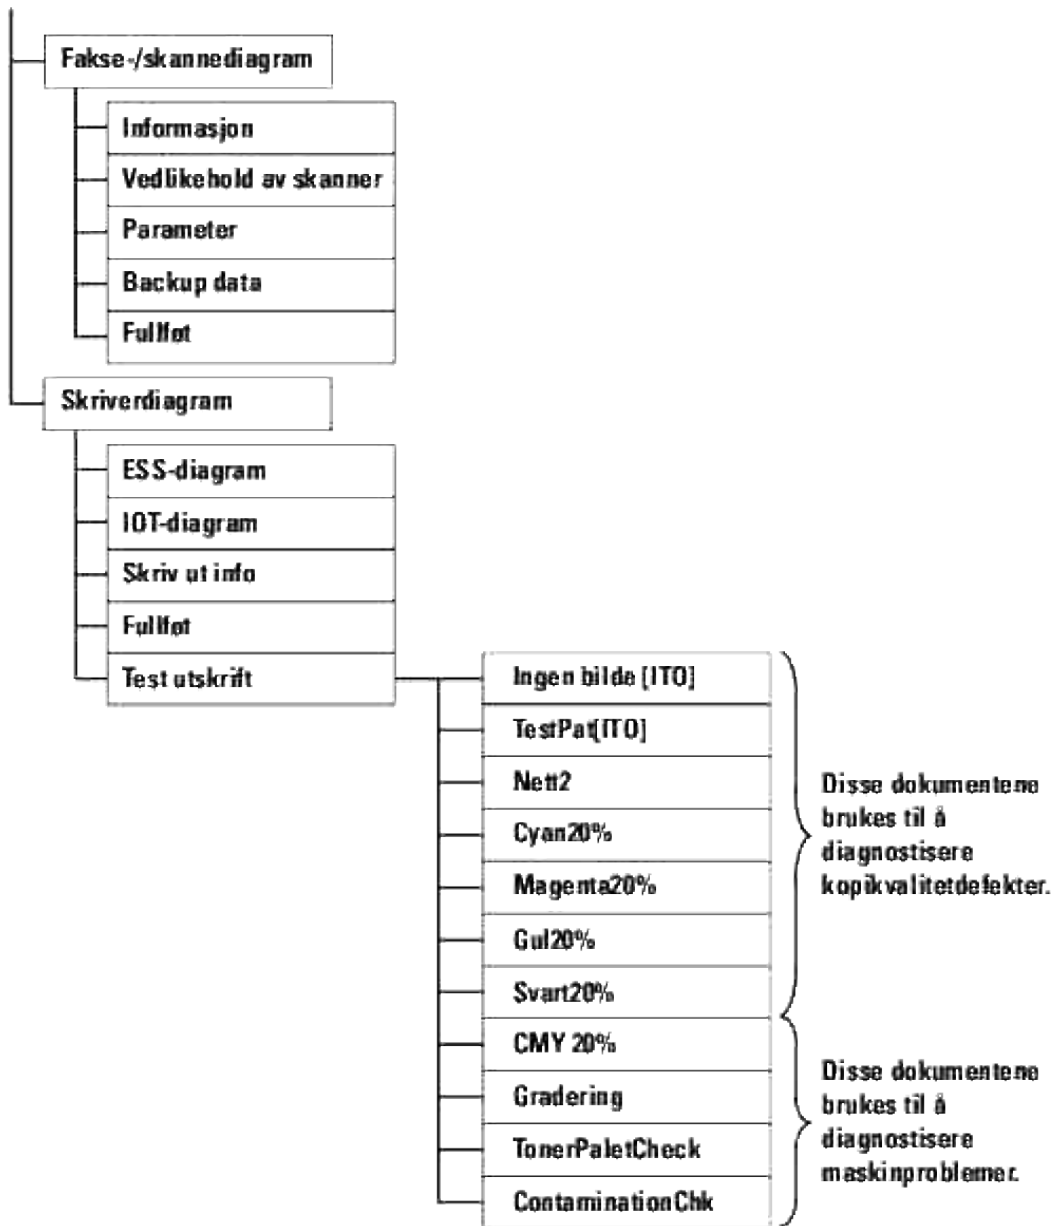 Fakse-/skannediagram
Informasjon
Vedlikehold av skanner
Parameter
Backup data
Fullføt
Skriverdiagram
ESS-diagram
IOT-diagram
Skriv ut info
Fullføt
Test utskrift
Ingen bilde [ITO]
TestPat[ITO]
Nett2
Cyan20%
Magenta20%
Gul20%
Svart20%
Disse dokumentene
brukes til å
diagnostisere
kopikvalitetdefekter.
CMY 20%
Gradering
TonerPaletCheck
ContaminationChk
Disse dokumentene
brukes til å
diagnostisere
maskinproblemer.